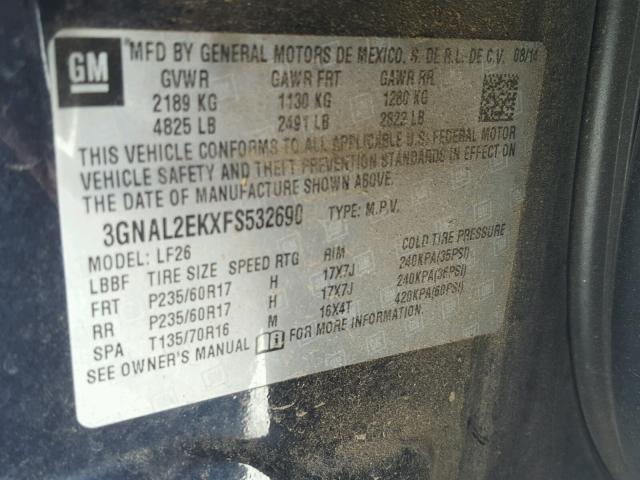 GM
MFD BY GENERAL MOTORS DE MEXICO, S. DE R.L. DE C.V. 08/14
GVWR GAWR FRT GAWR RR
2189 KG 1130 KG 1280 KG
4825 LB 2491 LB 2822 LB
THIS VEHICLE CONFORMS TO ALL APPLICABLE U.S. FEDERAL MOTOR
VEHICLE SAFETY AND THEFT PREVENTION STANDARDS IN EFFECT ON
THE DATE OF MANUFACTURE SHOWN ABOVE.
3GNAL2EKXFS532690 TYPE: M.P.V.
MODEL: LF26
LBBF TIRE SIZE SPEED RTG RIM COLD TIRE PRESSURE
FRT P235/60R17 H 17X7J 240KPA(35PSI)
RR P235/60R17 H 17X7J 240KPA(35PSI)
SPA T135/70R16 M 16X4T 420KPA(60PSI)
SEE OWNER'S MANUAL FOR MORE INFORMATION.